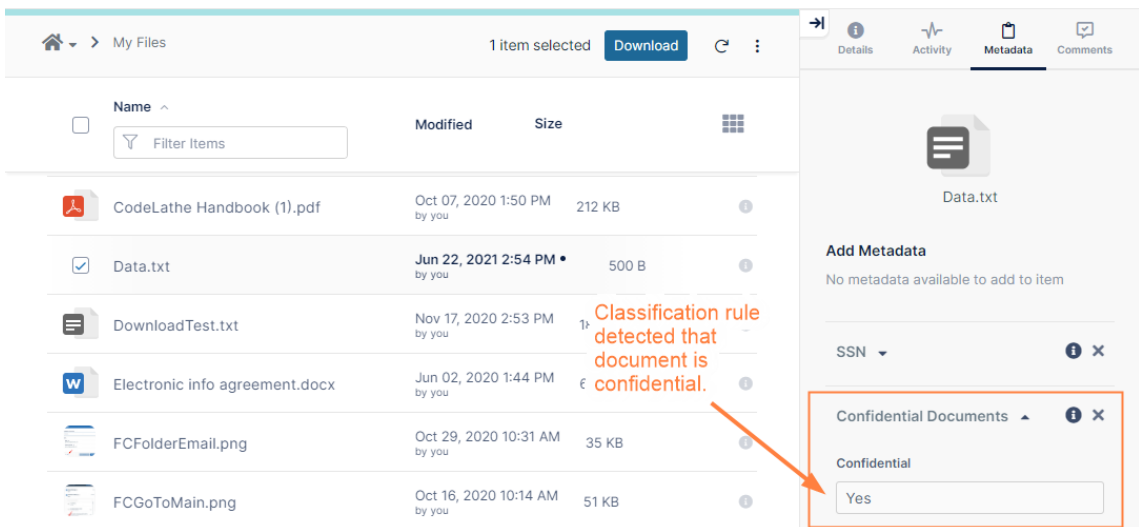 My Files
1 item selected
Download
Details
Activity
Metadata
Comments
Name
Filter Items
Modified
Size
CodeLathe Handbook (1).pdf
Oct 07, 2020 1:50 PM
by you
212 KB
Data.txt
Jun 22, 2021 2:54 PM
by you
500 B
DownloadTest.txt
Nov 17, 2020 2:53 PM
by you
Electronic info agreement.docx
Jun 02, 2020 1:44 PM
by you
FCFolderEmail.png
Oct 29, 2020 10:31 AM
by you
35 KB
FCGoToMain.png
Oct 16, 2020 10:14 AM
by you
51 KB
Classification rule
detected that
document is
confidential.
Data.txt
Add Metadata
No metadata available to add to item
SSN
Confidential Documents
Confidential
Yes